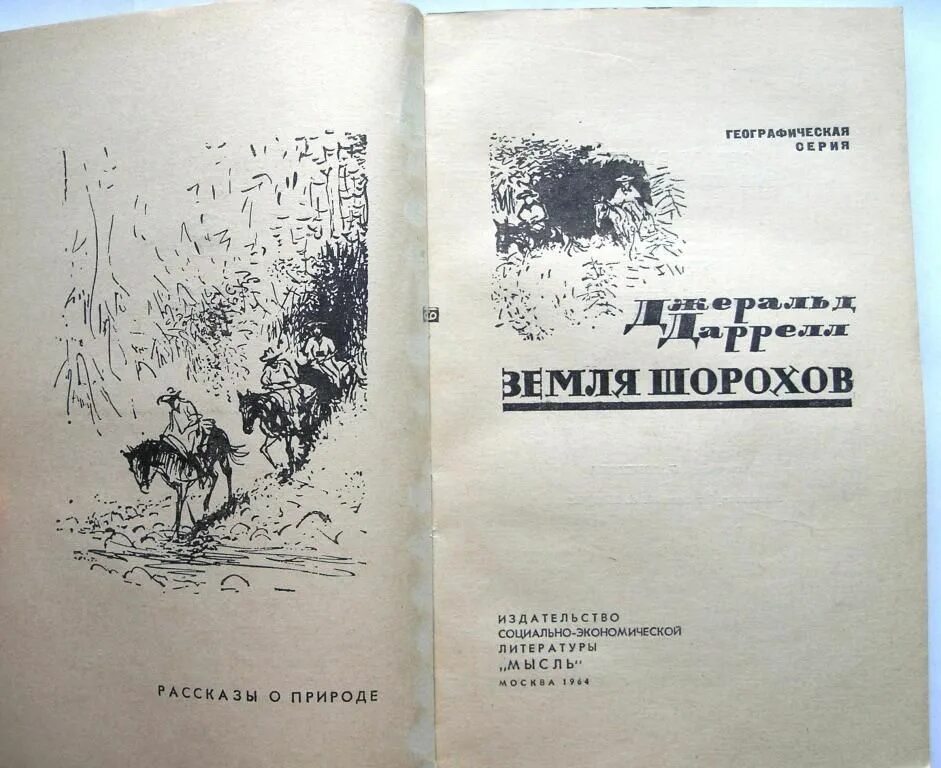 РАССКАЗЫ О ПРИРОДЕ
ГЕОГРАФИЧЕСКАЯ
СЕРИЯ
Джеральд
Даррелл
ЗЕМЛЯ ШОРОХОВ
ИЗДАТЕЛЬСТВО
СОЦИАЛЬНО-ЭКОНОМИЧЕСКОЙ
ЛИТЕРАТУРЫ
„МЫСЛЬ“
МОСКВА 1964